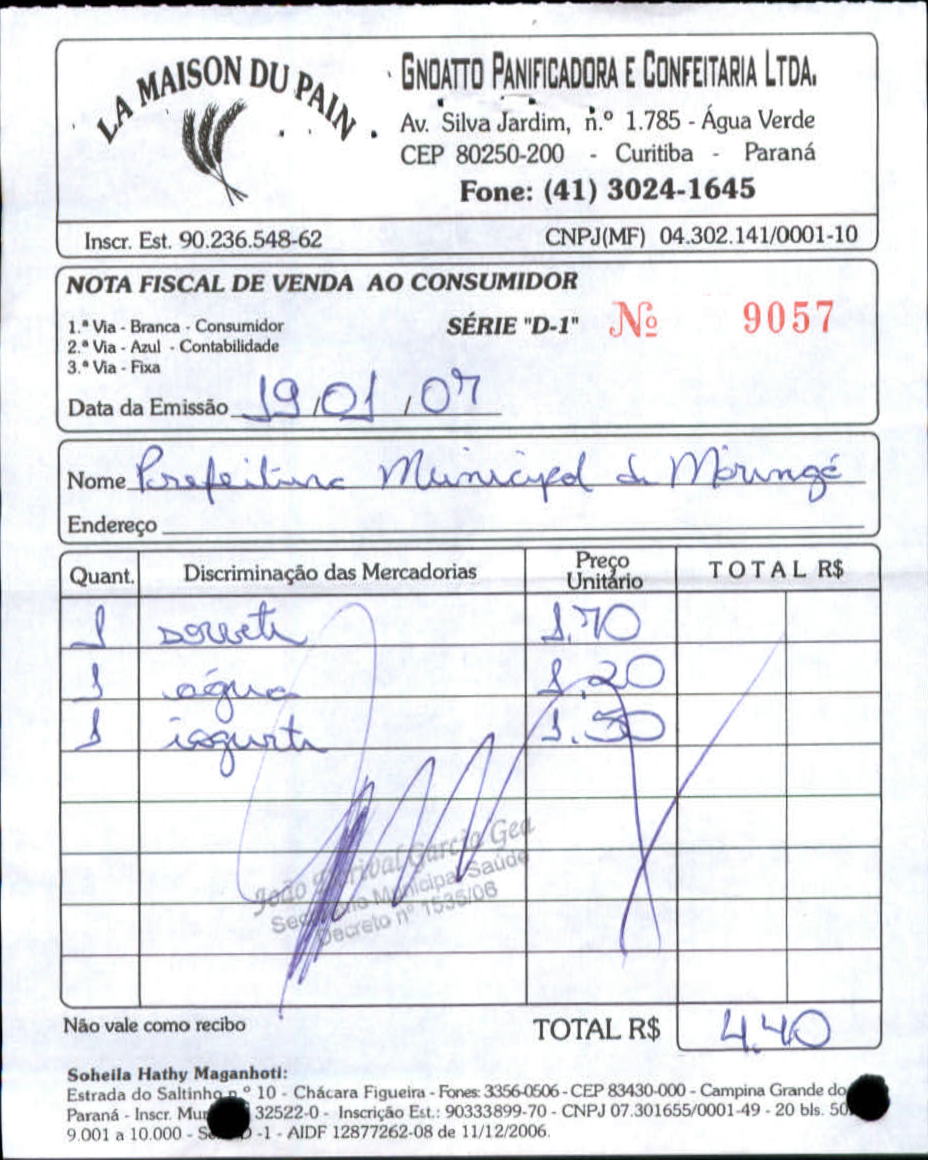 LA MAISON DU PAIN
GNOATTO PANIFICADORA E CONFEITARIA LTDA.
Av. Silva Jardim, n.º 1.785 - Água Verde
CEP 80250-200 - Curitiba - Paraná
Fone: (41) 3024-1645
Inscr. Est. 90.236.548-62 CNPJ(MF) 04.302.141/0001-10
NOTA FISCAL DE VENDA AO CONSUMIDOR
1.ª Via - Branca - Consumidor
2.ª Via - Azul - Contabilidade
3.ª Via - Fixa
SÉRIE "D-1" Nº 9057
Data da Emissão 19/01/07
Nome Prefeitura Municipal de Maringá
Endereço
Quant. Discriminação das Mercadorias Preço Unitário TOTAL R$
1 sorvete 1.70
1 água 1.20
1 iogurte 1.50
João Garcia Gea
Municipal Saúde
Decreto nº 1535/06
Não vale como recibo TOTAL R$ 4.40
Soheila Hathy Maganhoti:
Estrada do Saltinho n.º 10 - Chácara Figueira - Fones: 3356-0506 - CEP 83430-000 - Campina Grande do
Paraná - Inscr. 32522-0 - Inscrição Est.: 90333899-70 - CNPJ 07.301655/0001-49 - 20 bls.
9.001 a 10.000 - -1 - AIDF 12877262-08 de 11/12/2006.